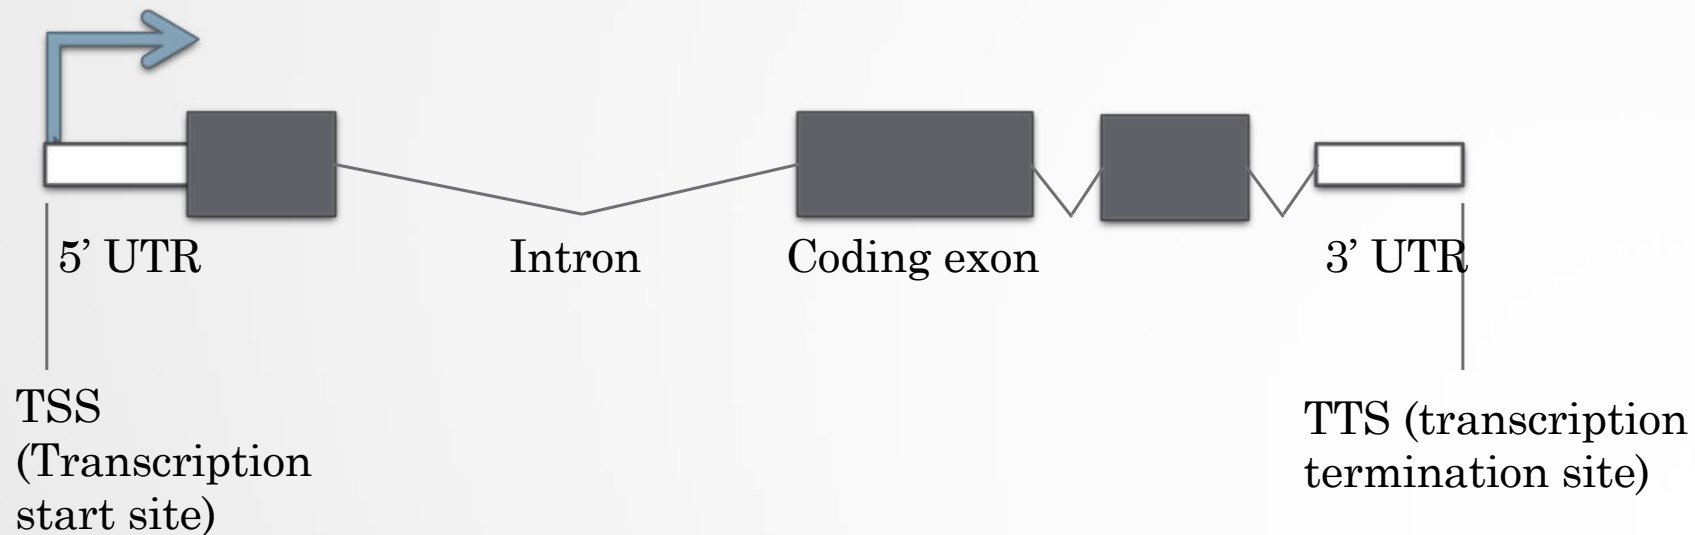 5’ UTR
Intron
Coding exon
3’ UTR
TSS
(Transcription
start site)
TTS (transcription
termination site)